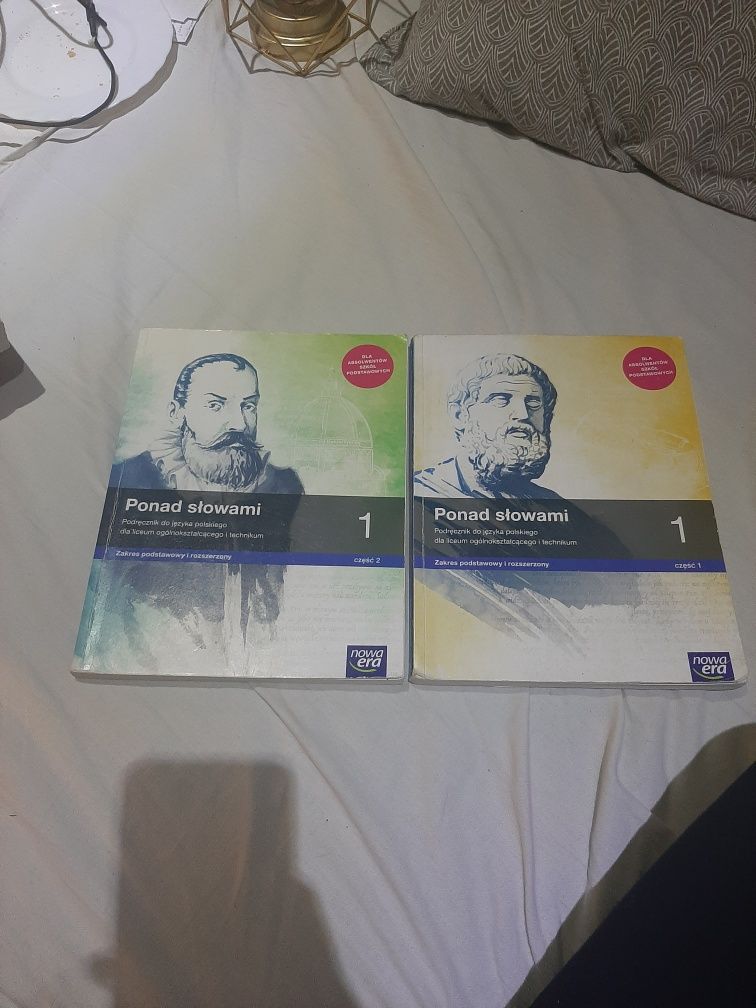 DLA
ABSOLWENTÓW
SZKÓŁ
PODSTAWOWYCH
Ponad słowami
1
Podręcznik do języka polskiego
dla liceum ogólnokształcącego i technikum
Zakres podstawowy i rozszerzony
część 2
nowa
era
DLA
ABSOLWENTÓW
SZKÓŁ
PODSTAWOWYCH
Ponad słowami
1
Podręcznik do języka polskiego
dla liceum ogólnokształcącego i technikum
Zakres podstawowy i rozszerzony
część 1
nowa
era